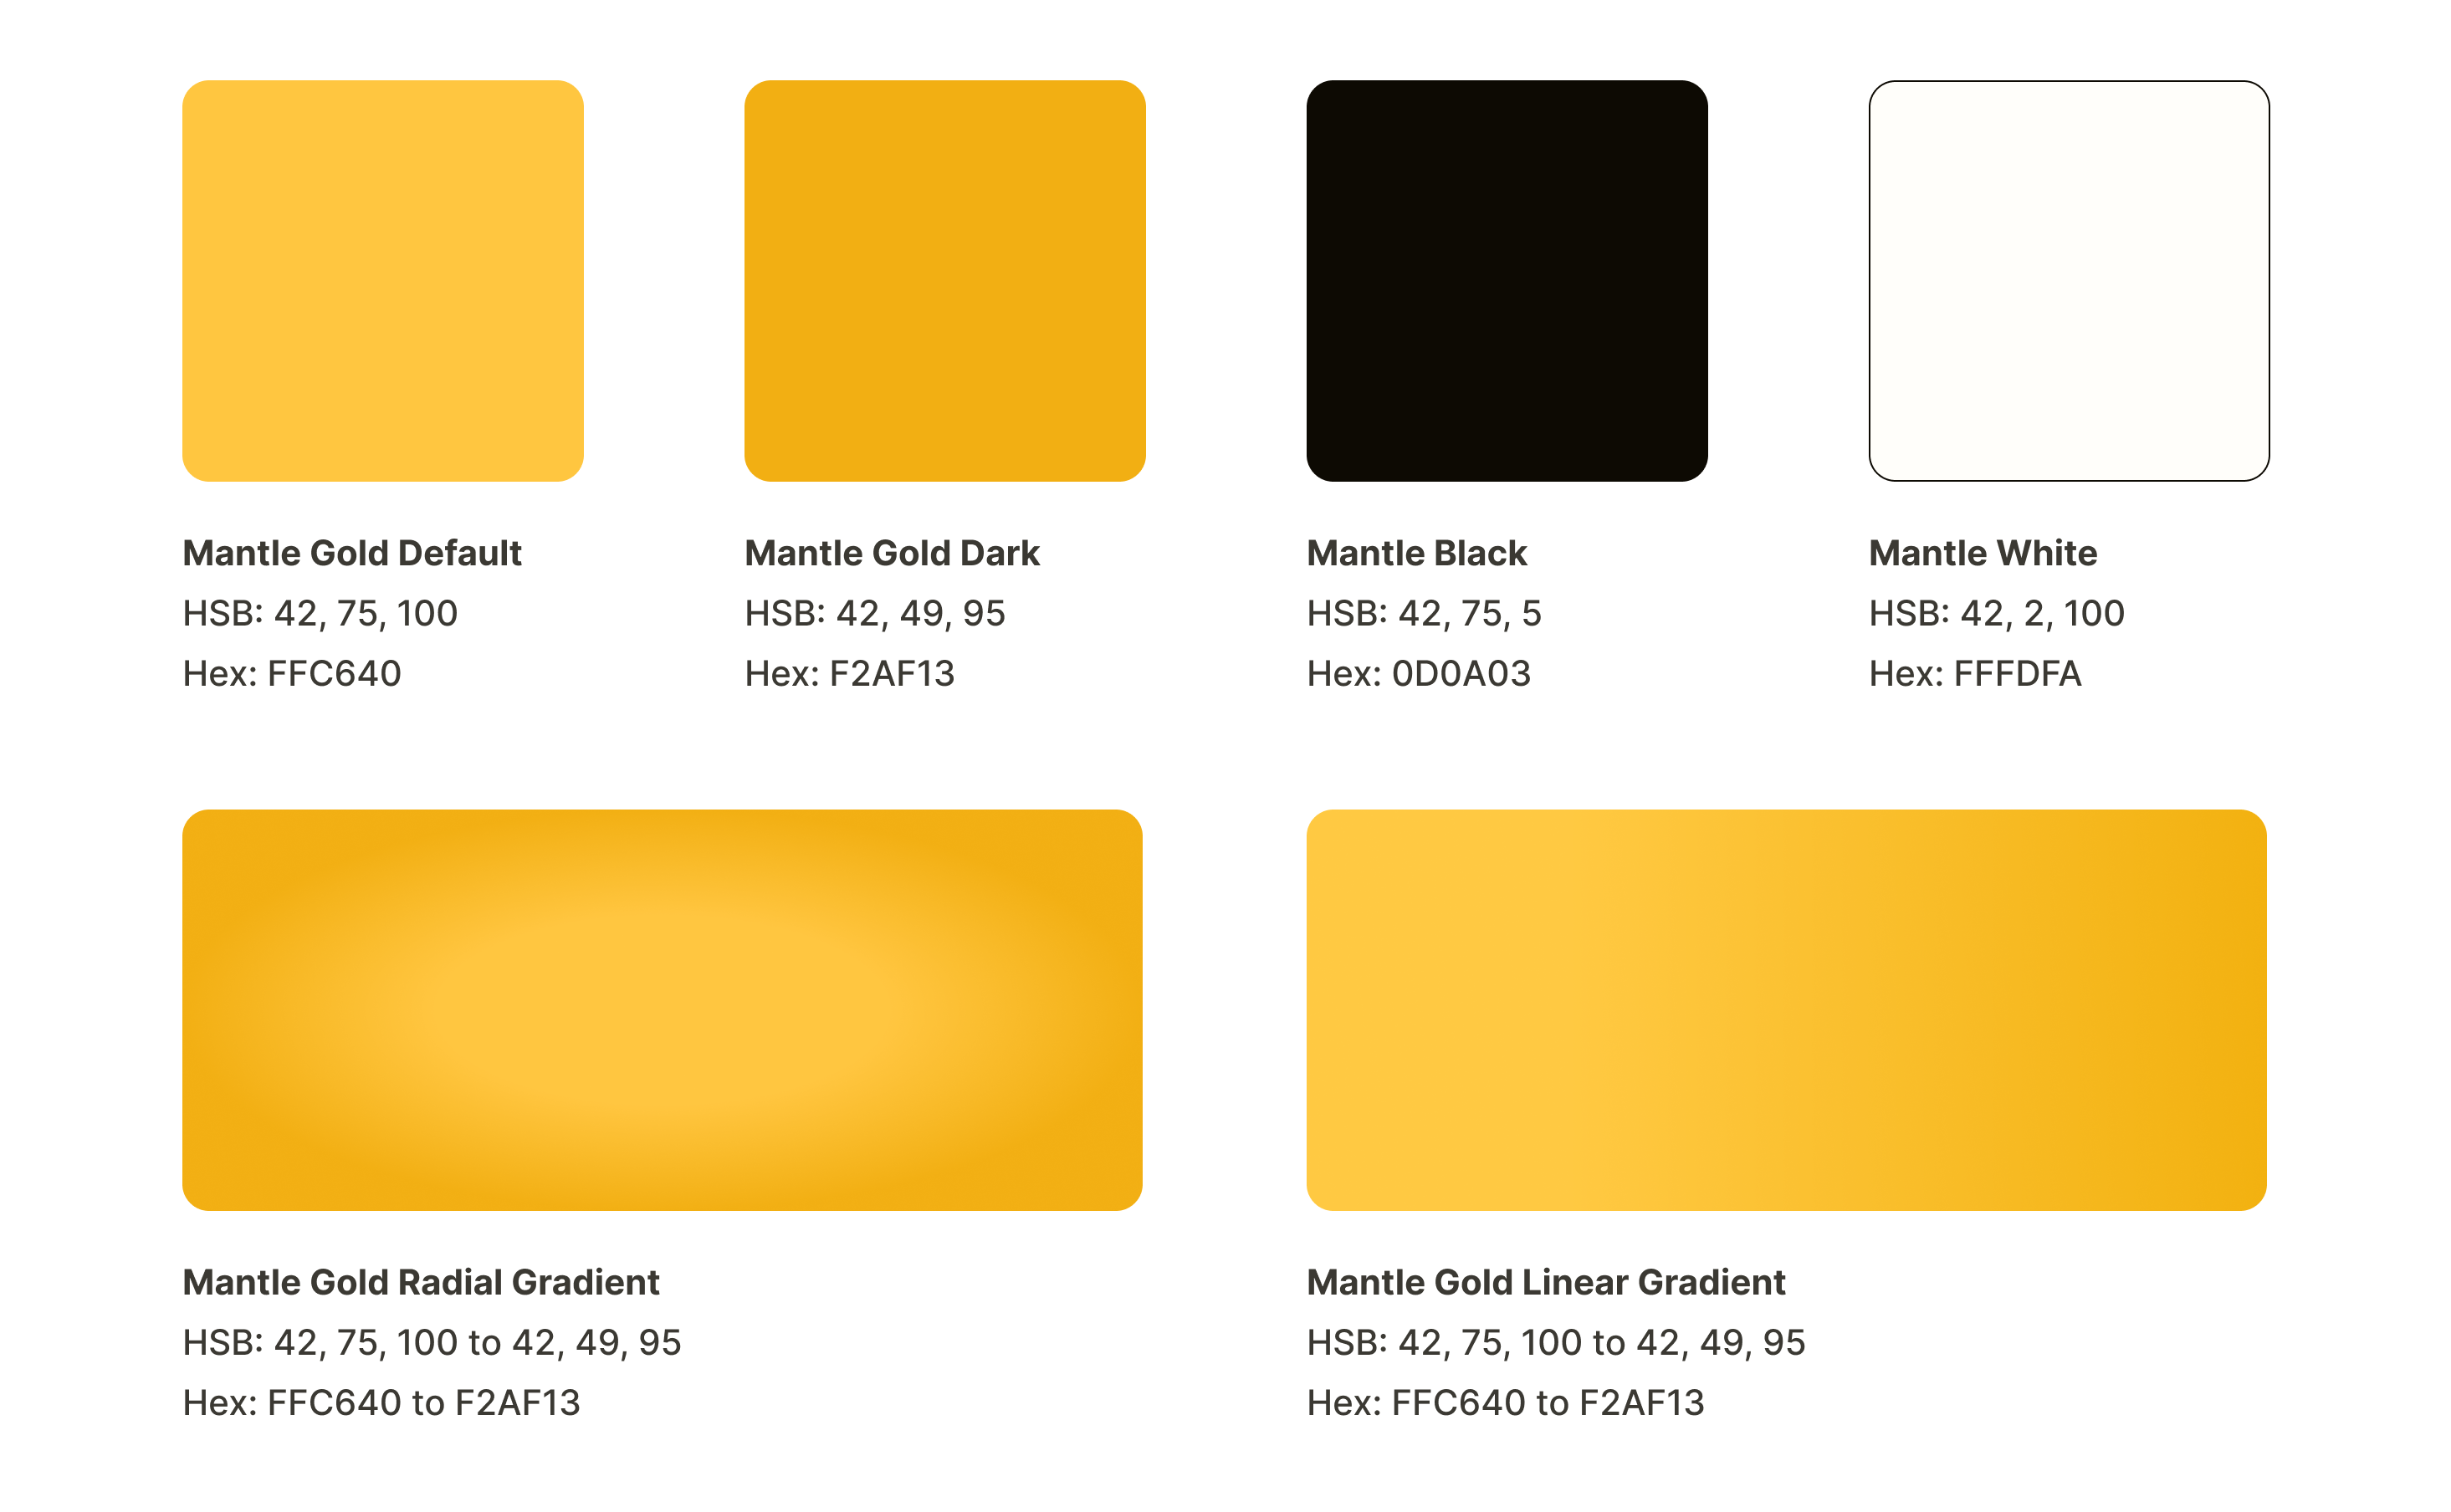 Mantle Gold Default
HSB: 42, 75, 100
Hex: FFC640
Mantle Gold Dark
HSB: 42, 49, 95
Hex: F2AF13
Mantle Black
HSB: 42, 75, 5
Hex: 0D0A03
Mantle White
HSB: 42, 2, 100
Hex: FFFDFA
Mantle Gold Radial Gradient
HSB: 42, 75, 100 to 42, 49, 95
Hex: FFC640 to F2AF13
Mantle Gold Linear Gradient
HSB: 42, 75, 100 to 42, 49, 95
Hex: FFC640 to F2AF13